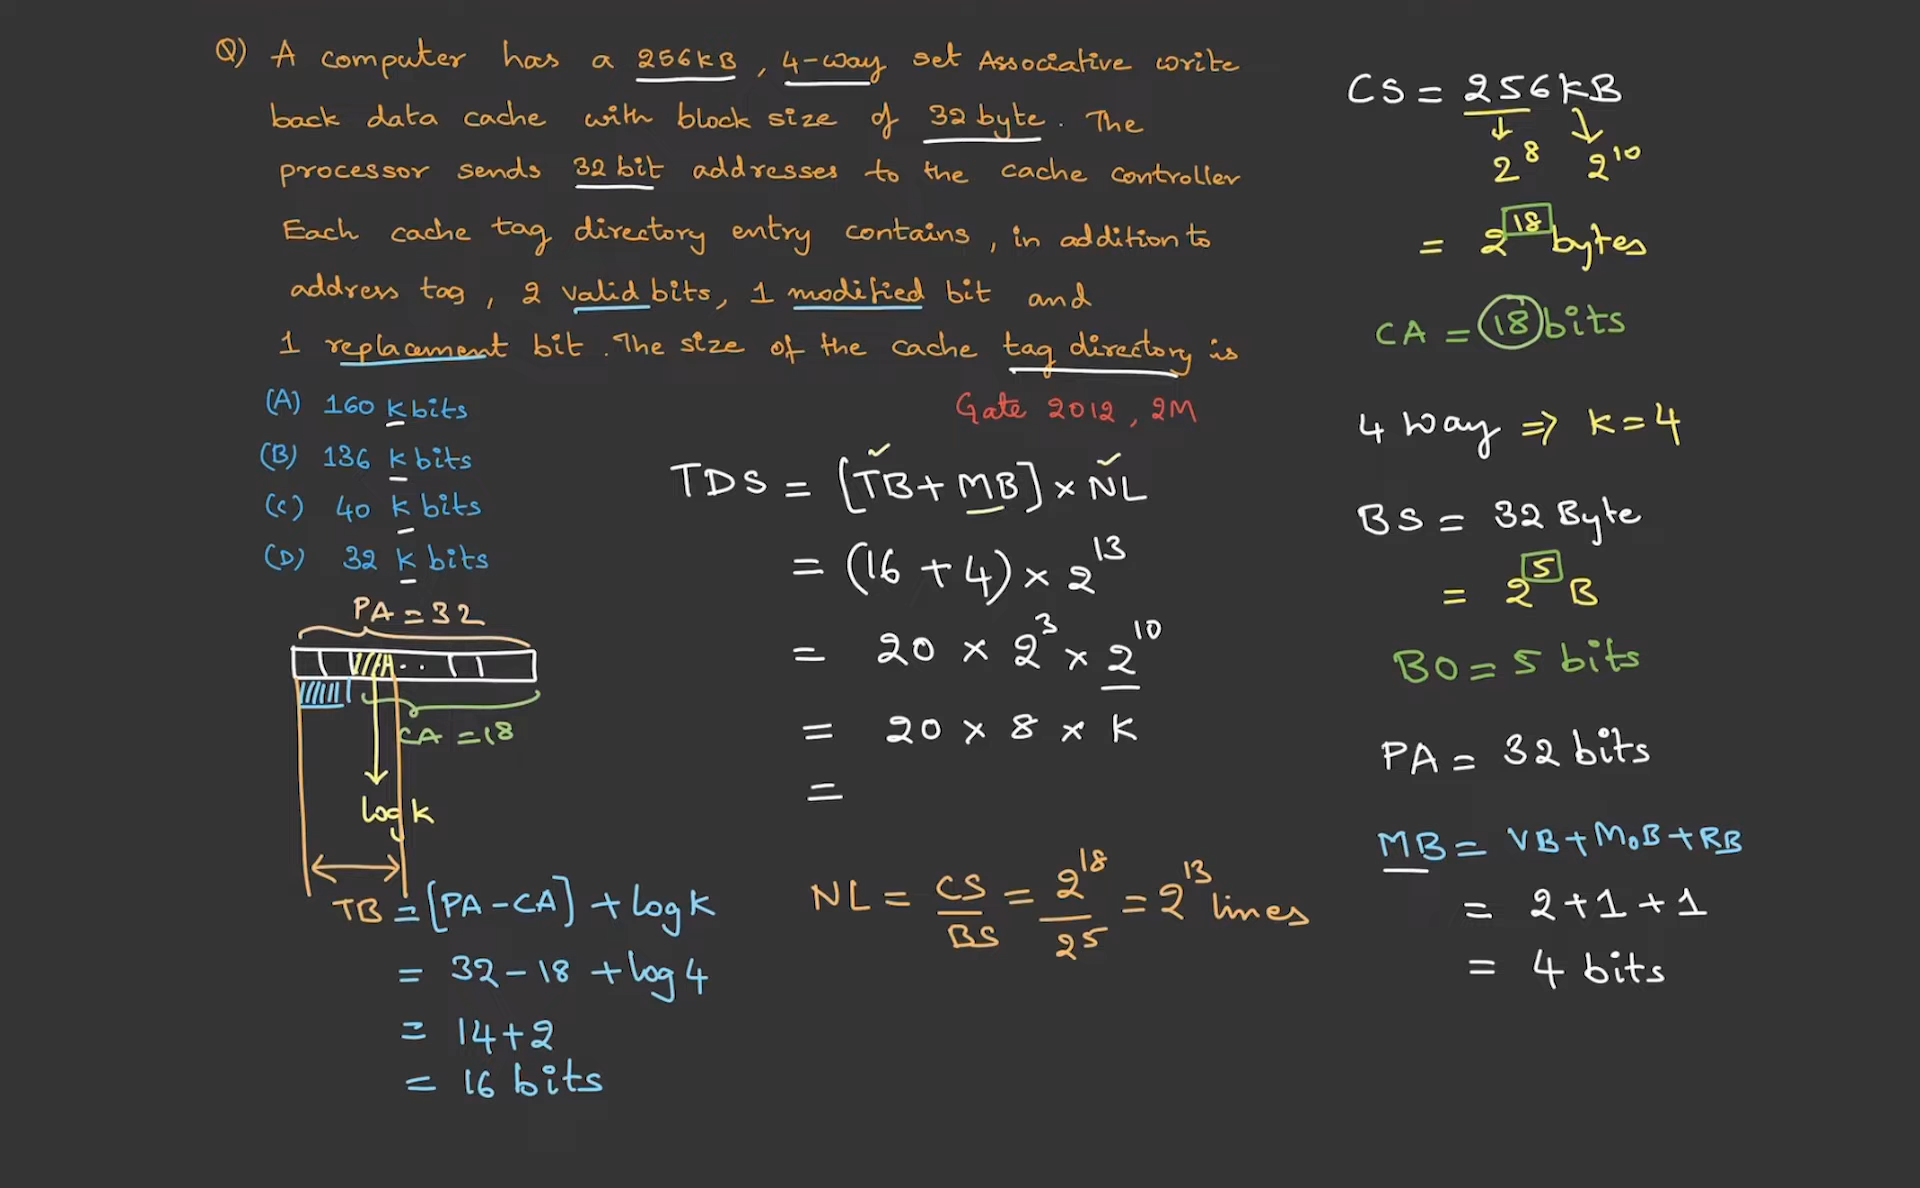 Q) A computer has a 256kB, 4-way set Associative write
back data cache with block size of 32 byte. The
processor sends 32 bit addresses to the cache controller
Each cache tag directory entry contains, in addition to
address tag, 2 valid bits, 1 modified bit and
1 replacement bit. The size of the cache tag directory is
(A) 160 k bits
(B) 136 k bits
(C) 40 k bits
(D) 32 k bits
Gate 2012, 2M
PA = 32
CA = 18
log k
TB = [PA - CA] + log k
= 32 - 18 + log 4
= 14 + 2
= 16 bits
TDS = [TB + MB] × NL
= (16 + 4) × 2^13
= 20 × 2^3 × 2^10
= 20 × 8 × K
=
NL = CS/BS = 2^18/25 = 2^13 lines
CS = 256kB
2^8 2^10
= 2^18 bytes
CA = 18 bits
4 way ⇒ k = 4
BS = 32 Byte
= 2^5 B
BO = 5 bits
PA = 32 bits
MB = VB + M₀B + RB
= 2 + 1 + 1
= 4 bits